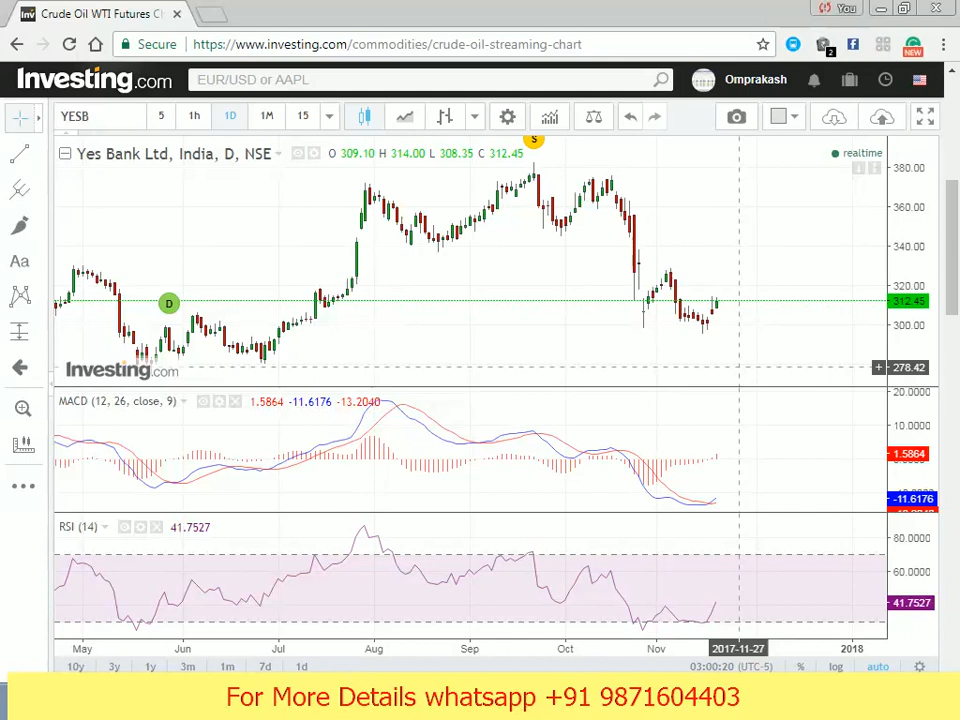 Crude Oil WTI Futures Ch
You
Secure
https://www.investing.com/commodities/crude-oil-streaming-chart
2
NEW
Investing.com
EUR/USD or AAPL
Omprakash
YESB
5 1h 1D 1M 15
Yes Bank Ltd, India, D, NSE
O 309.10 H 314.00 L 308.35 C 312.45
S
realtime
380.00
360.00
340.00
320.00
312.45
300.00
D
Investing.com
278.42
MACD (12, 26, close, 9)
1.5864 -11.6176 -13.2040
20.0000
10.0000
1.5864
-11.6176
RSI (14)
41.7527
80.0000
60.0000
41.7527
May Jun Jul Aug Sep Oct Nov 2017-11-27 2018
10y 3y 1y 3m 1m 7d 1d
03:00:20 (UTC-5) % log auto
Aa
For More Details whatsapp +91 9871604403